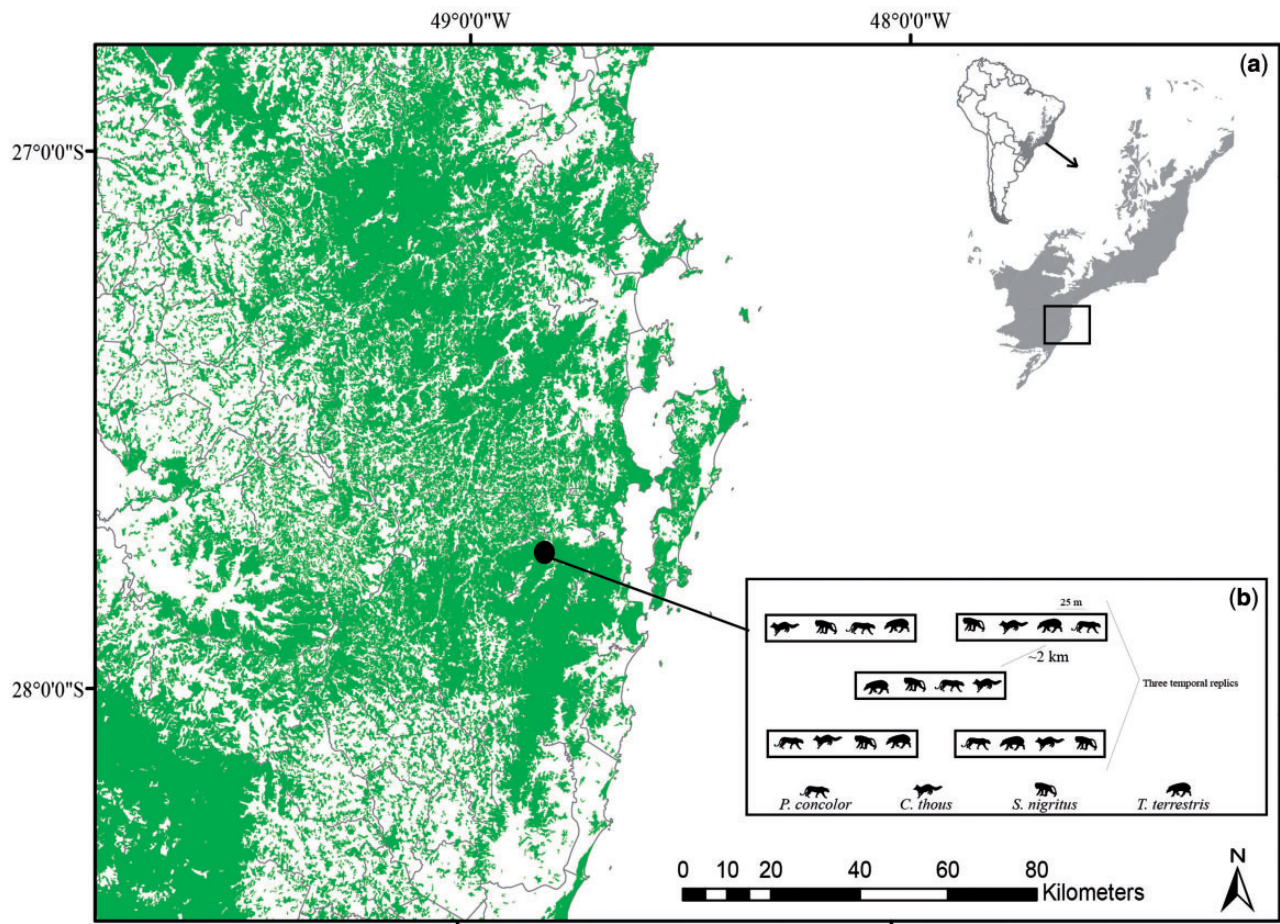 49°0'0"W 48°0'0"W
(a)
27°0'0"S
28°0'0"S
(b)
25 m
~2 km
Three temporal replics
P. concolor C. thous S. nigritus T. terrestris
0 10 20 40 60 80
Kilometers
N